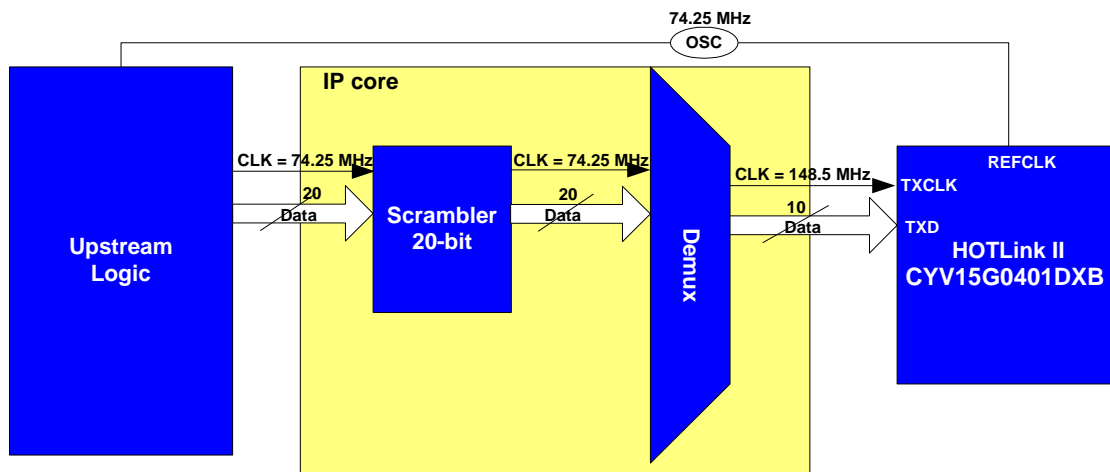 74.25 MHz
OSC
IP core
Upstream
Logic
CLK = 74.25 MHz
20
Data
Scrambler
20-bit
CLK = 74.25 MHz
20
Data
Demux
CLK = 148.5 MHz
10
Data
REFCLK
TXCLK
TXD
HOTLink II
CYV15G0401DXB